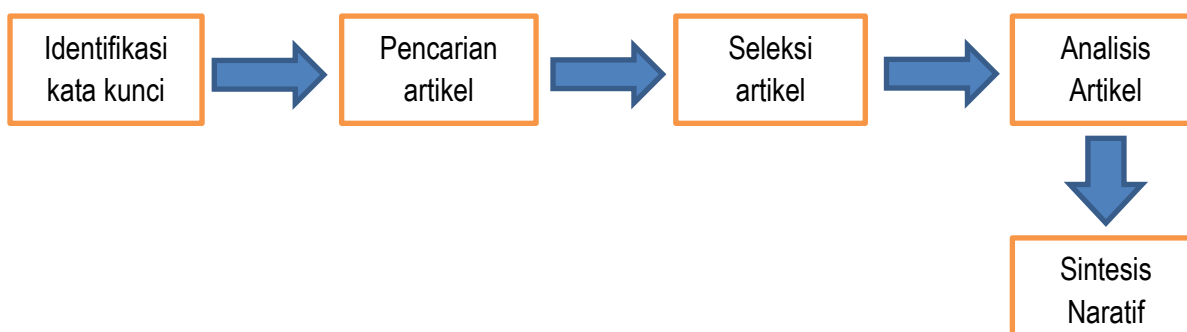 Identifikasi
kata kunci
Pencarian
artikel
Seleksi
artikel
Analisis
Artikel
Sintesis
Naratif